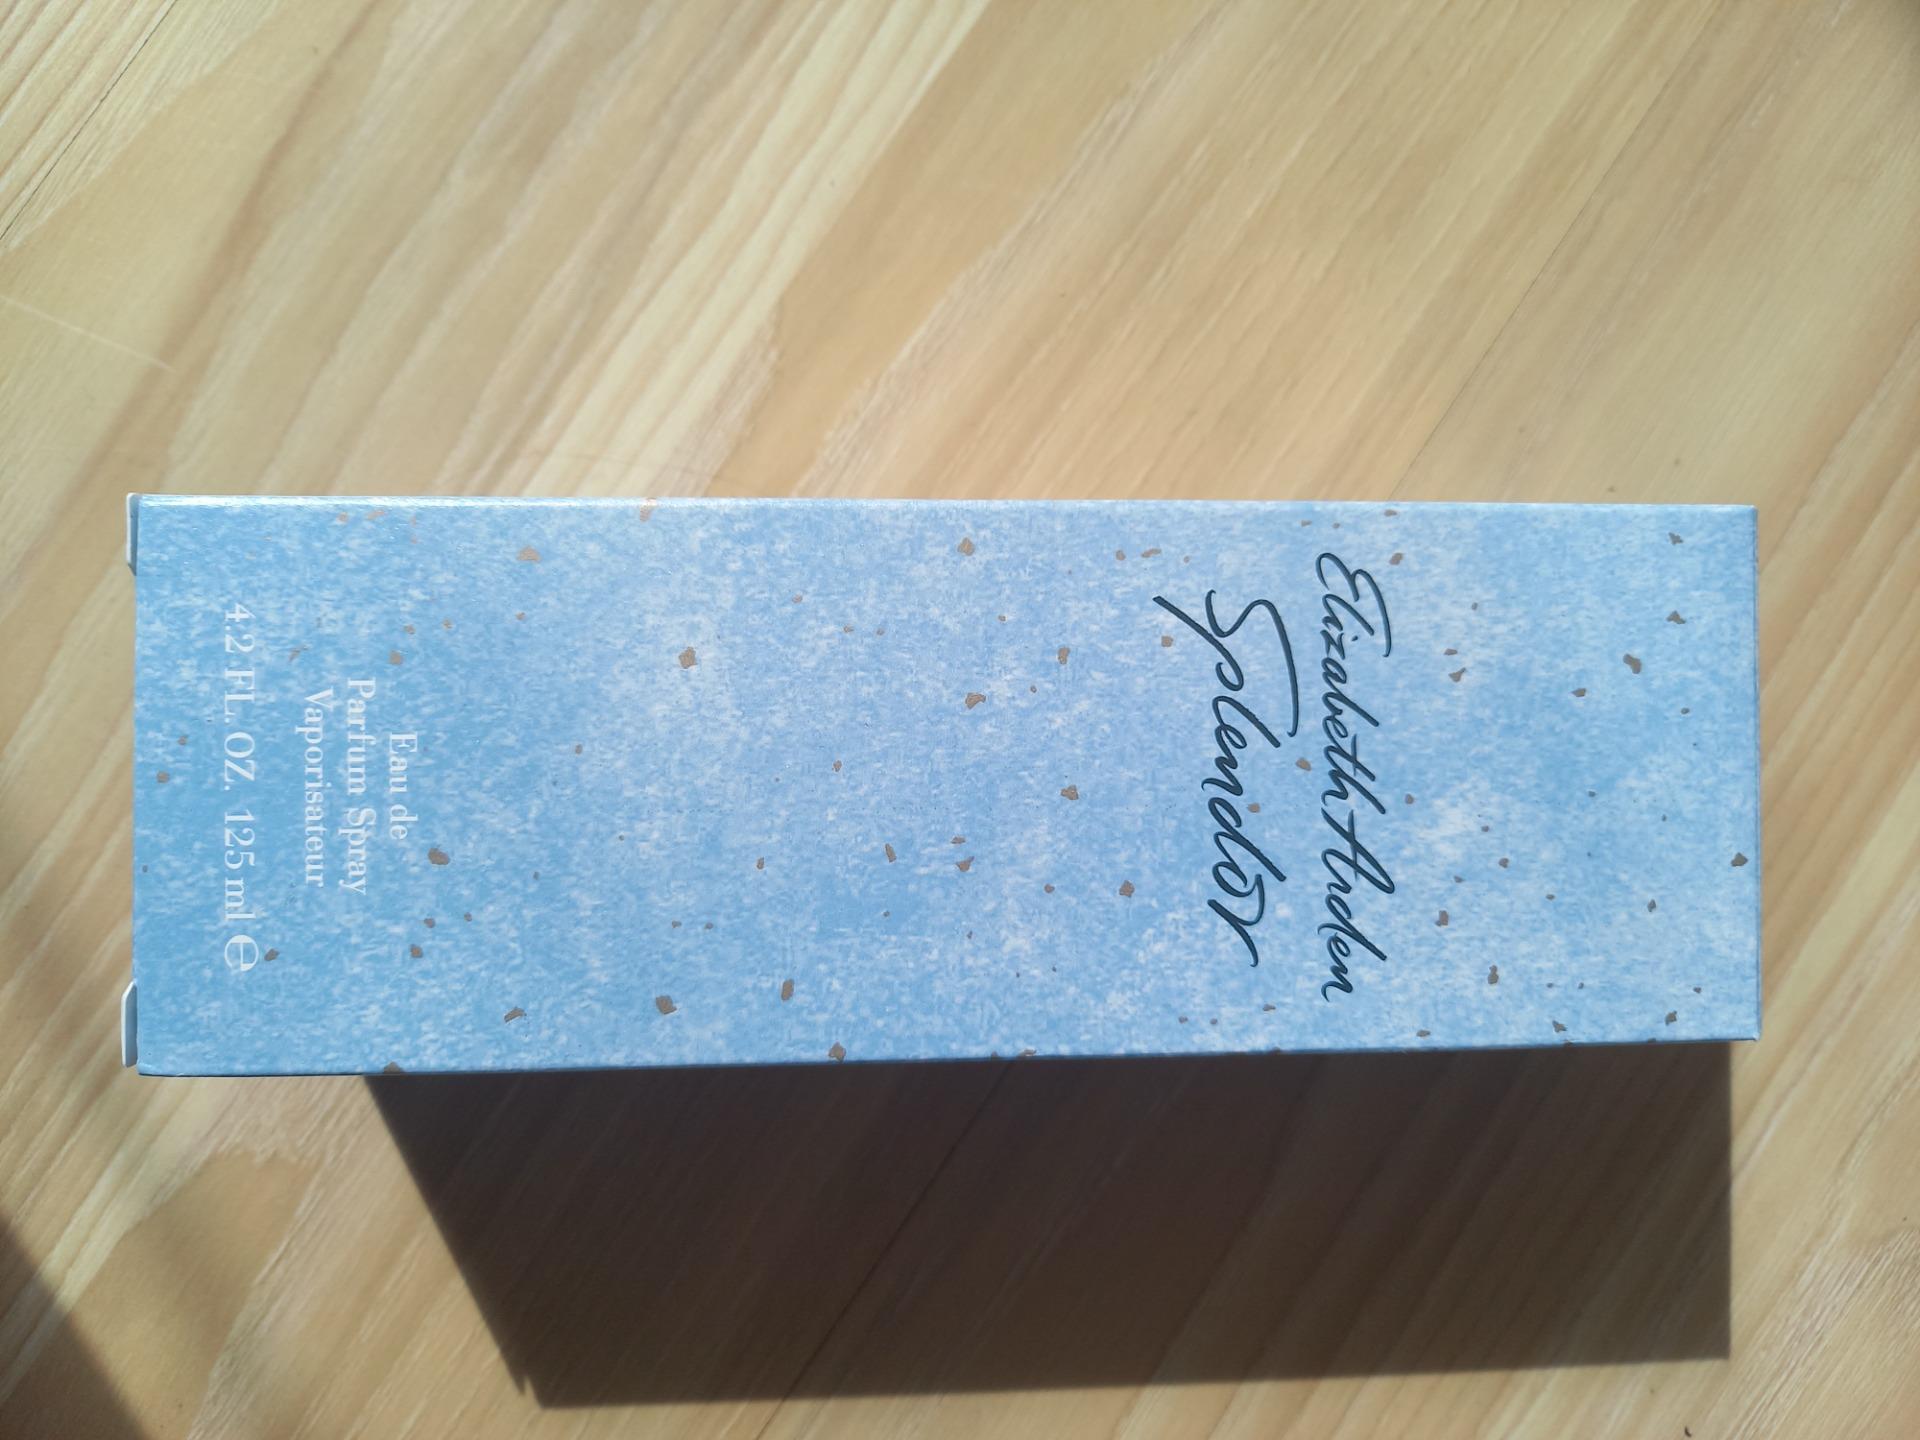 Elizabeth Arden
Splendor
Eau de
Parfum Spray
Vaporisateur
4.2 FL. OZ. 125 ml ℮